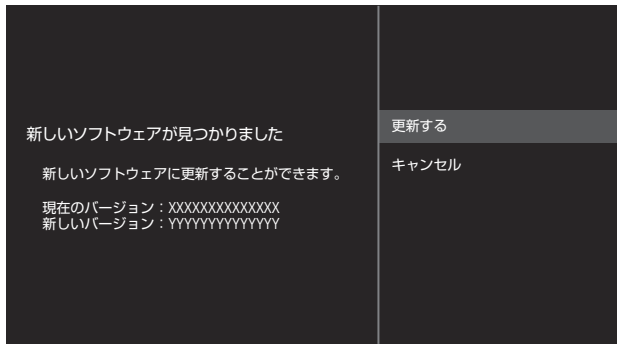 新しいソフトウェアが見つかりました
新しいソフトウェアに更新することができます。
現在のバージョン：XXXXXXXXXXXXXX
新しいバージョン：YYYYYYYYYYYYYY
更新する
キャンセル